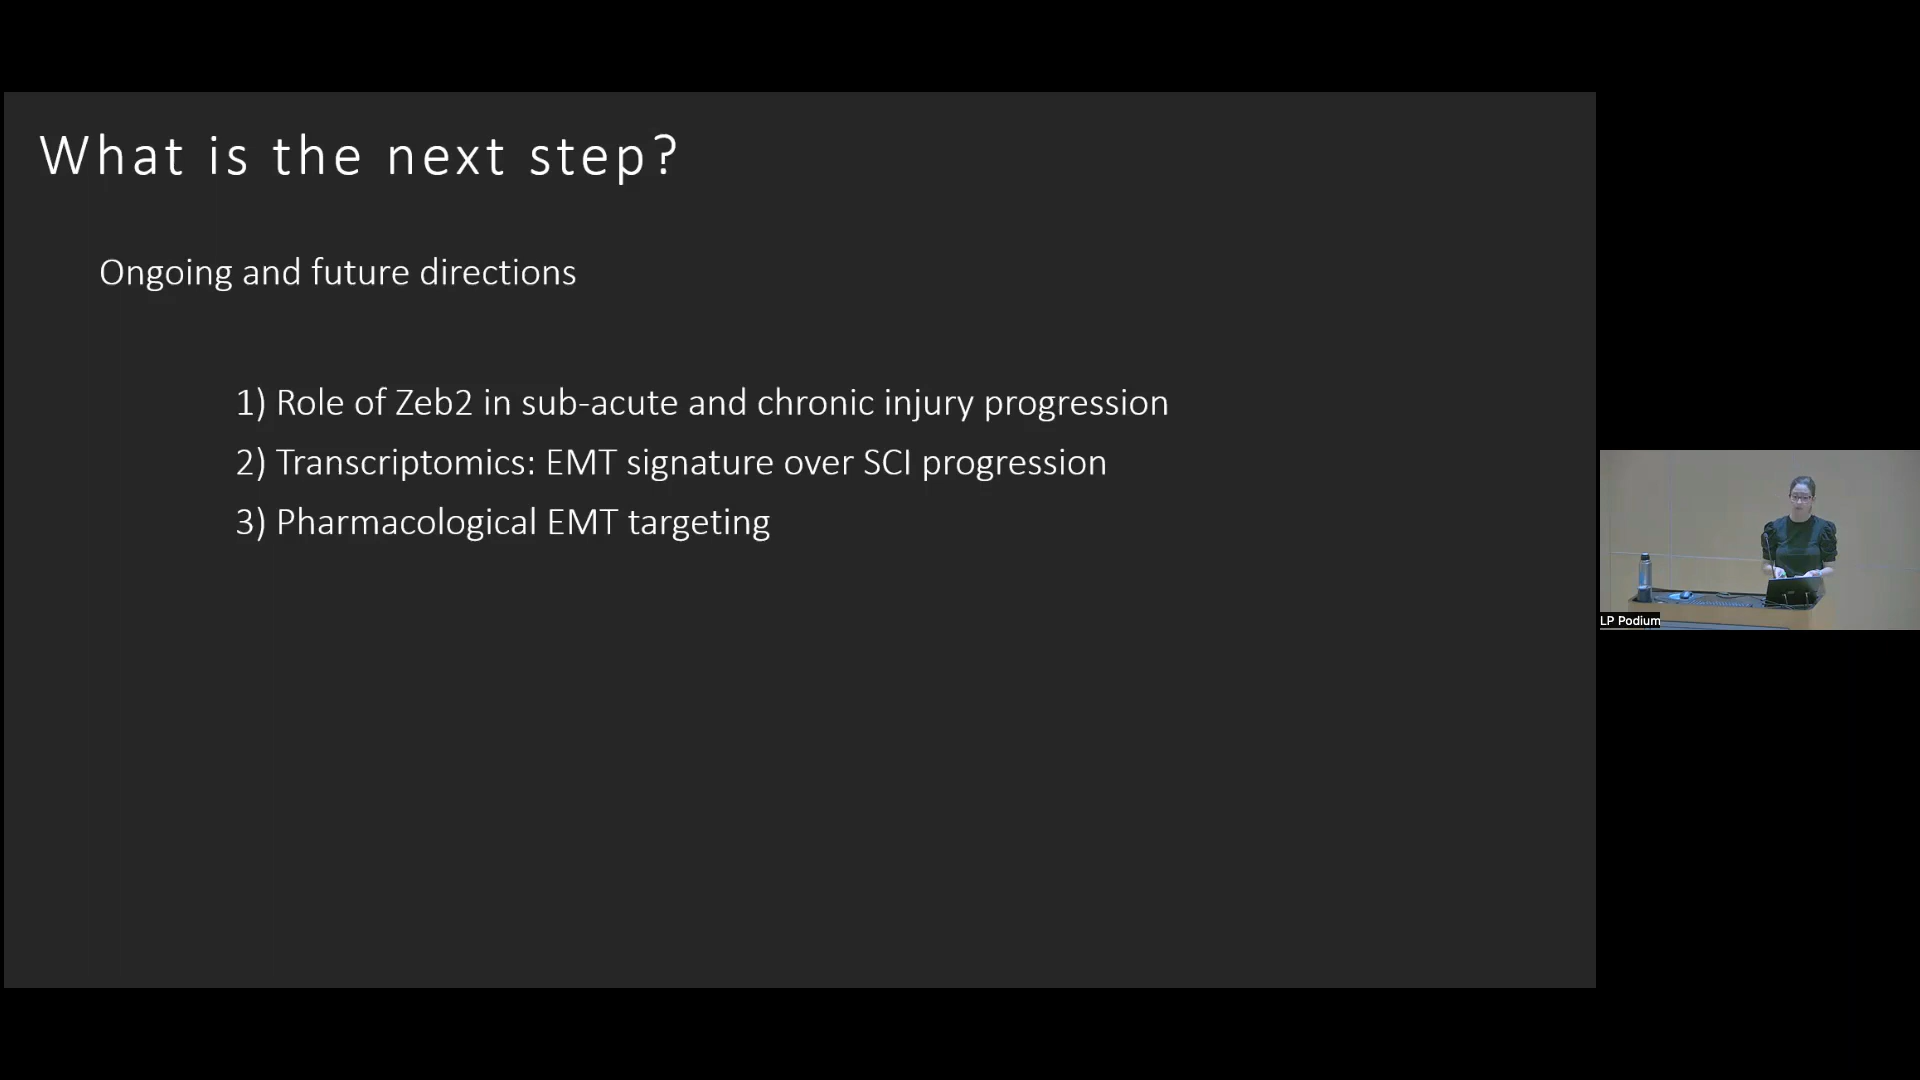 What is the next step?
Ongoing and future directions
1) Role of Zeb2 in sub-acute and chronic injury progression
2) Transcriptomics: EMT signature over SCI progression
3) Pharmacological EMT targeting
LP Podium